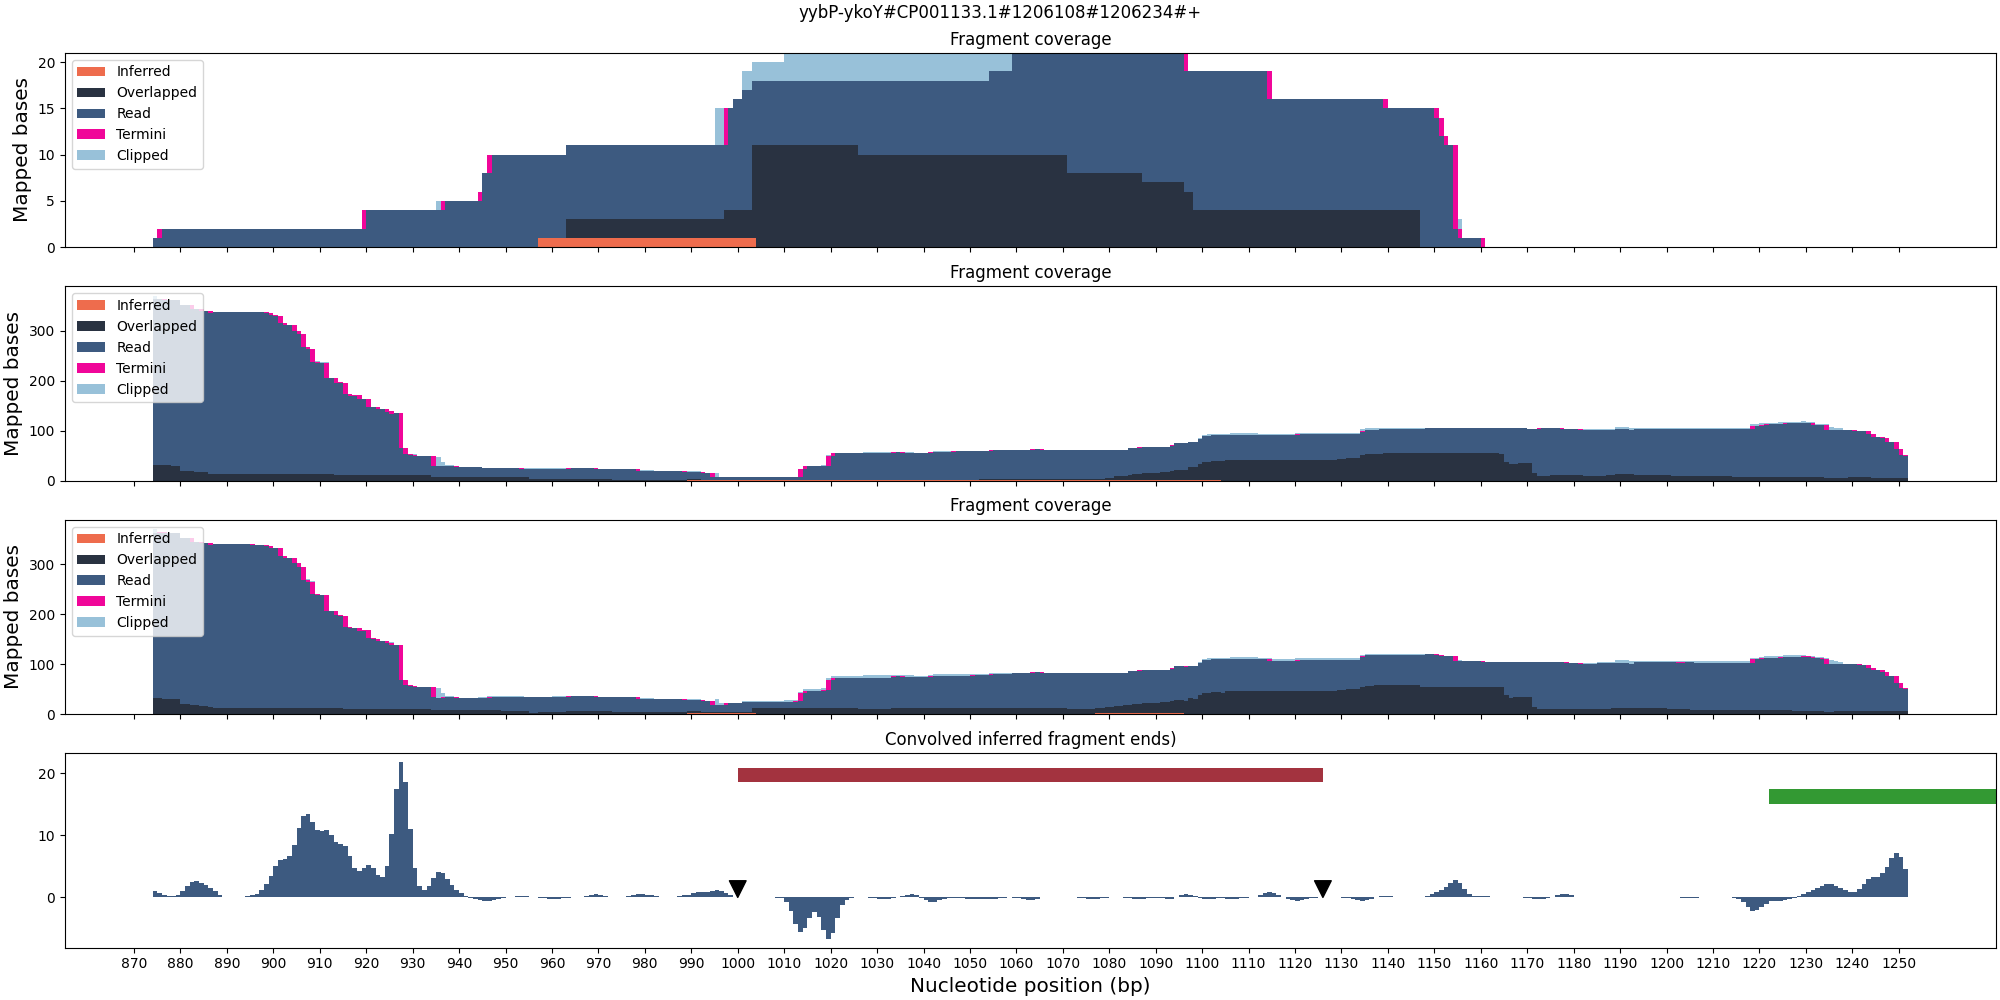 yybP-ykoY#CP001133.1#1206108#1206234#+
Fragment coverage
Mapped bases
20
15
10
5
0
Inferred
Overlapped
Read
Termini
Clipped
Fragment coverage
Mapped bases
300
200
100
0
Inferred
Overlapped
Read
Termini
Clipped
Fragment coverage
Mapped bases
300
200
100
0
Inferred
Overlapped
Read
Termini
Clipped
Convolved inferred fragment ends)
20
10
0
870 880 890 900 910 920 930 940 950 960 970 980 990 1000 1010 1020 1030 1040 1050 1060 1070 1080 1090 1100 1110 1120 1130 1140 1150 1160 1170 1180 1190 1200 1210 1220 1230 1240 1250
Nucleotide position (bp)